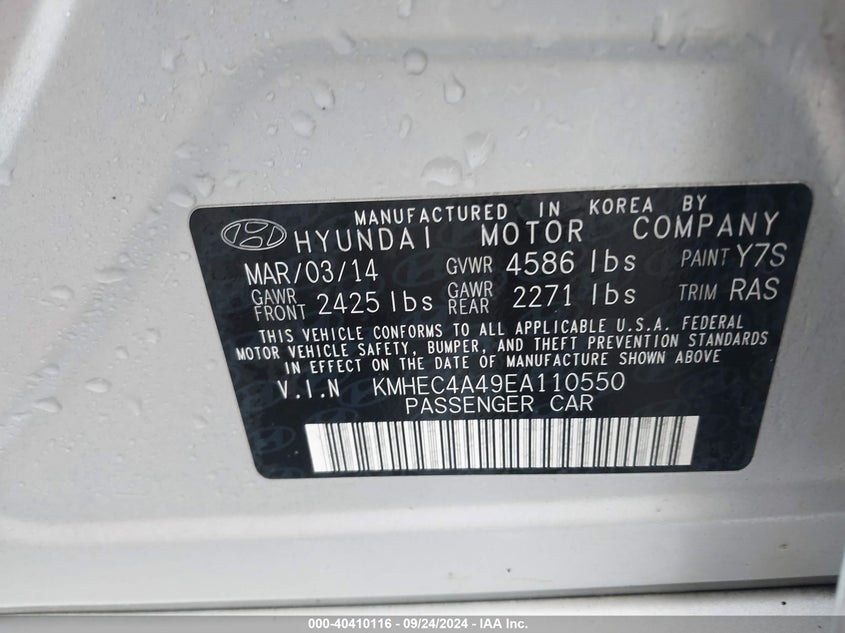 MANUFACTURED IN KOREA BY
HYUNDAI MOTOR COMPANY
MAR/03/14 GVWR 4586 lbs PAINT Y7S
GAWR FRONT 2425 lbs GAWR REAR 2271 lbs TRIM RAS
THIS VEHICLE CONFORMS TO ALL APPLICABLE U.S.A. FEDERAL
MOTOR VEHICLE SAFETY, BUMPER, AND THEFT PREVENTION STANDARDS
IN EFFECT ON THE DATE OF MANUFACTURE SHOWN ABOVE
V.I.N KMHEC4A49EA110550
PASSENGER CAR
000-40410116 - 09/24/2024 - IAA Inc.